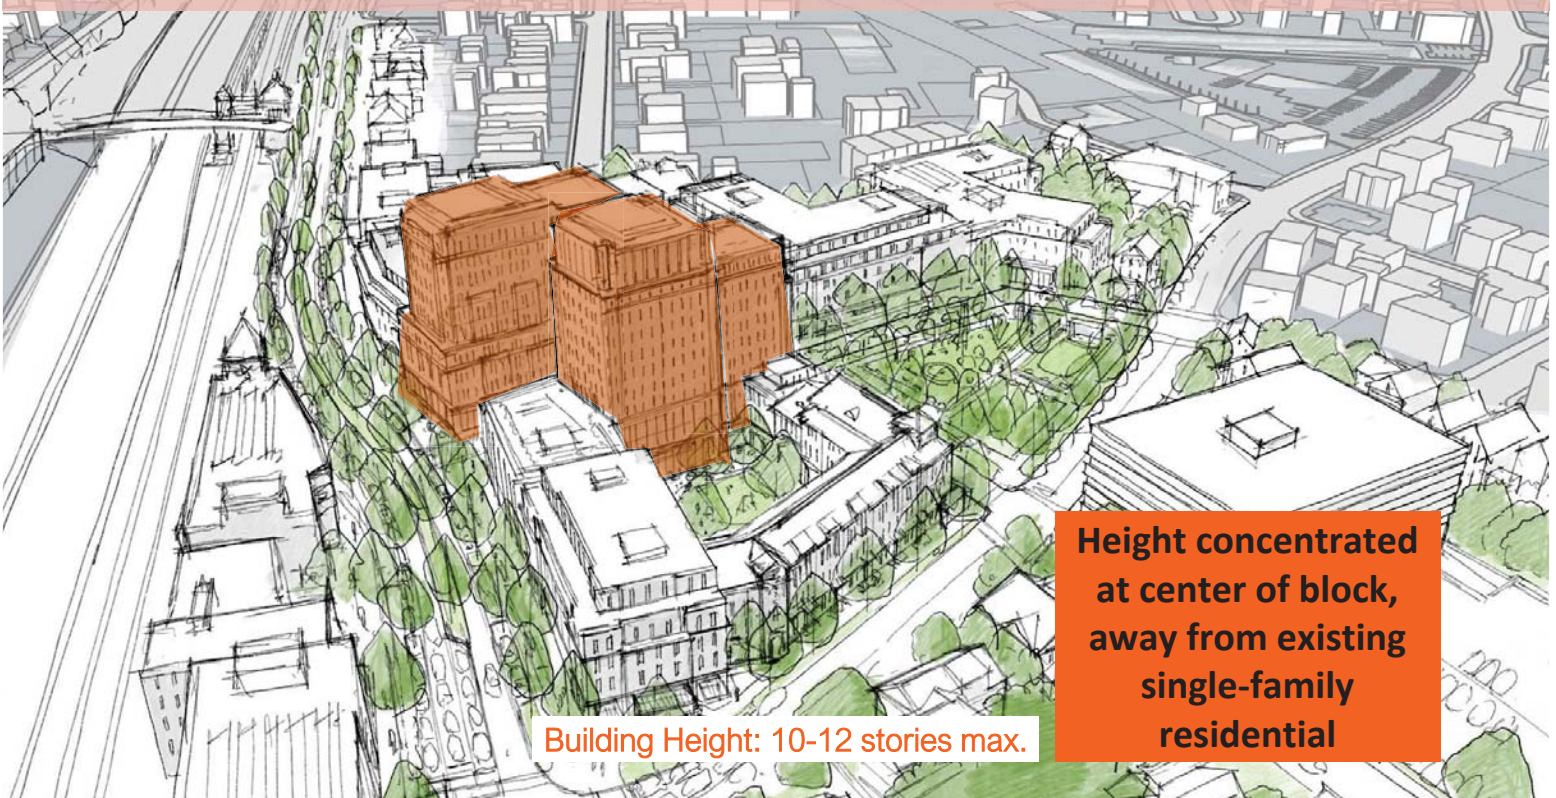 Height concentrated
at center of block,
away from existing
single-family
residential
Building Height: 10-12 stories max.